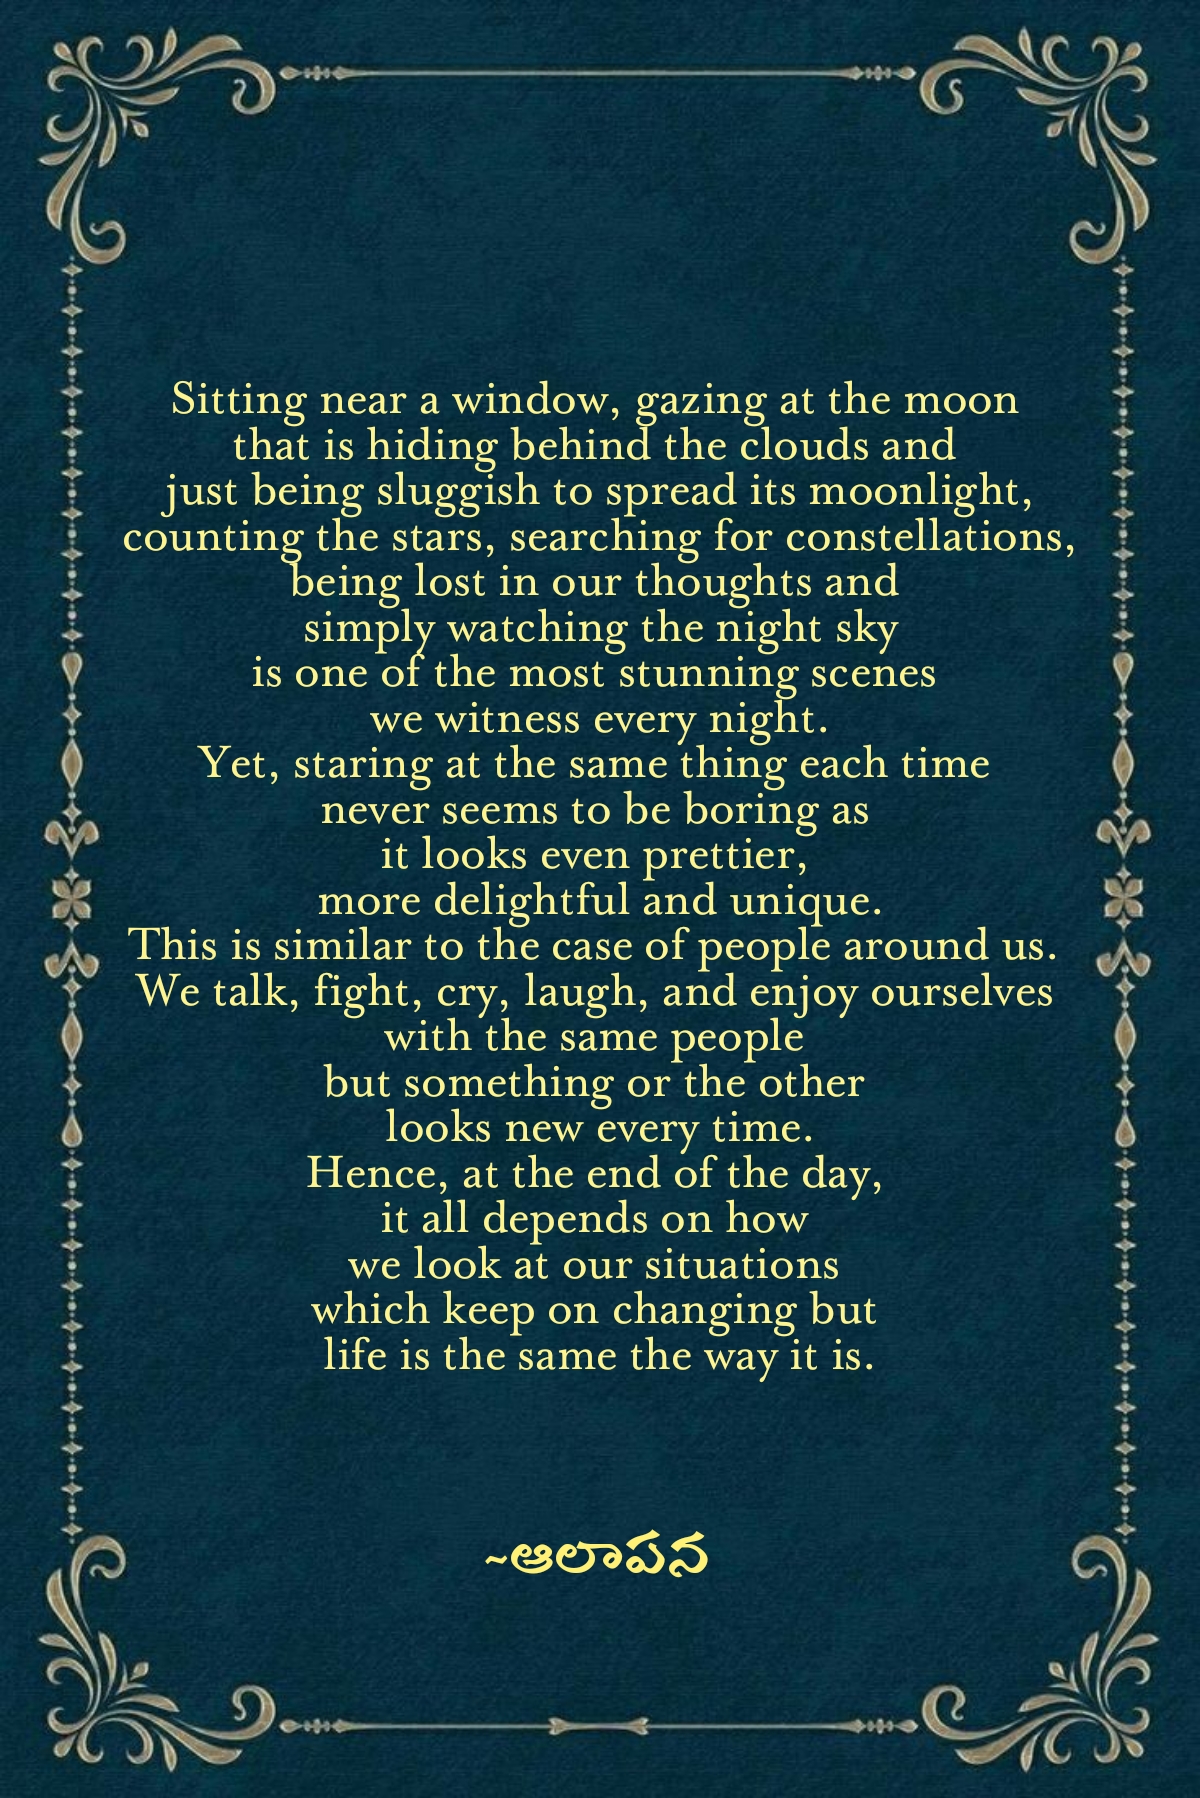 Sitting near a window, gazing at the moon
that is hiding behind the clouds and
just being sluggish to spread its moonlight,
counting the stars, searching for constellations,
being lost in our thoughts and
simply watching the night sky
is one of the most stunning scenes
we witness every night.
Yet, staring at the same thing each time
never seems to be boring as
it looks even prettier,
more delightful and unique.
This is similar to the case of people around us.
We talk, fight, cry, laugh, and enjoy ourselves
with the same people
but something or the other
looks new every time.
Hence, at the end of the day,
it all depends on how
we look at our situations
which keep on changing but
life is the same the way it is.
~ఆలాపన